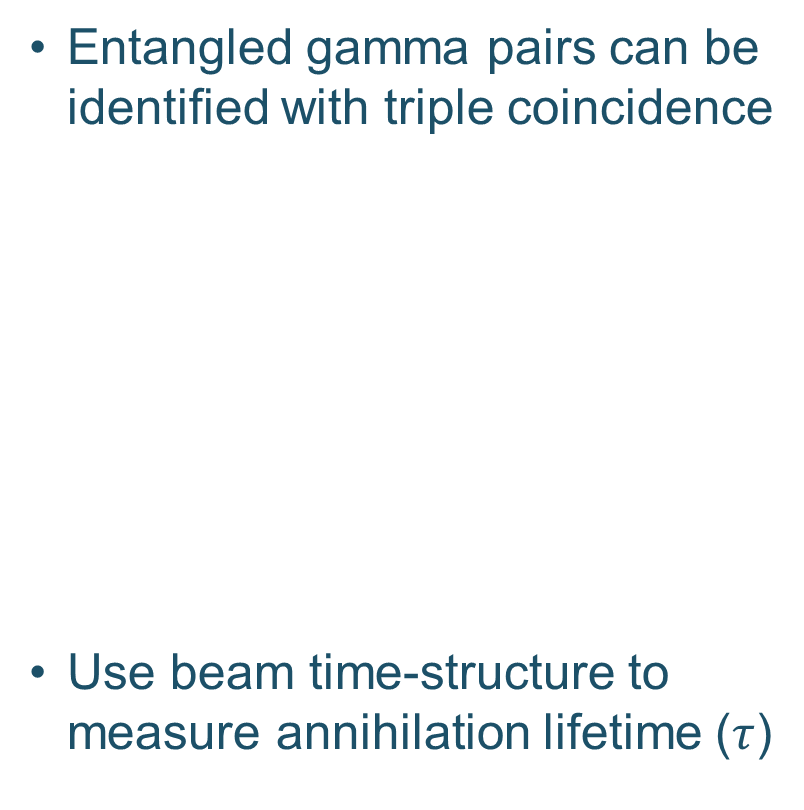 • Entangled gamma pairs can be
identified with triple coincidence
• Use beam time-structure to
measure annihilation lifetime (τ)